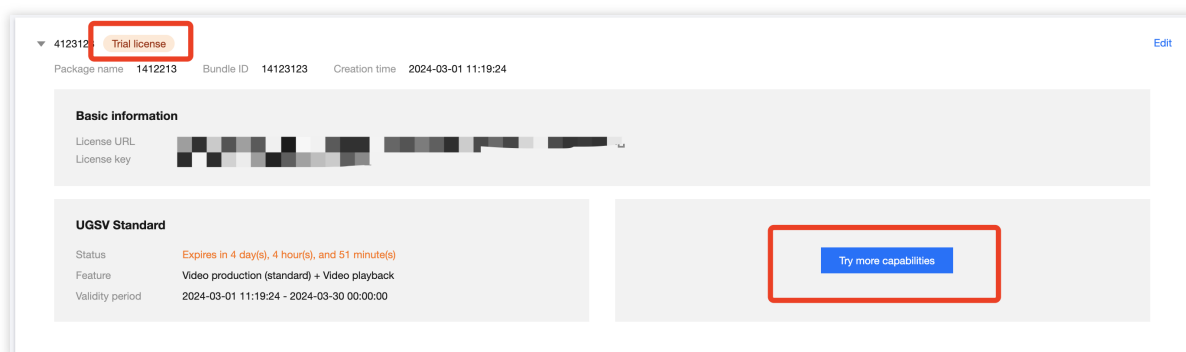 4123123 Trial license Edit
Package name 1412213 Bundle ID 14123123 Creation time 2024-03-01 11:19:24
Basic information
License URL
License key
UGSV Standard
Status Expires in 4 day(s), 4 hour(s), and 51 minute(s)
Feature Video production (standard) + Video playback
Validity period 2024-03-01 11:19:24 - 2024-03-30 00:00:00
Try more capabilities